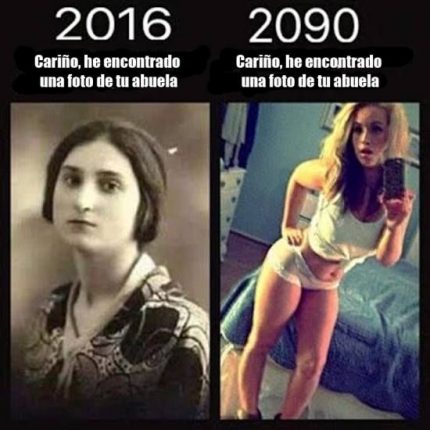 2016
Cariño, he encontrado
una foto de tu abuela
2090
Cariño, he encontrado
una foto de tu abuela